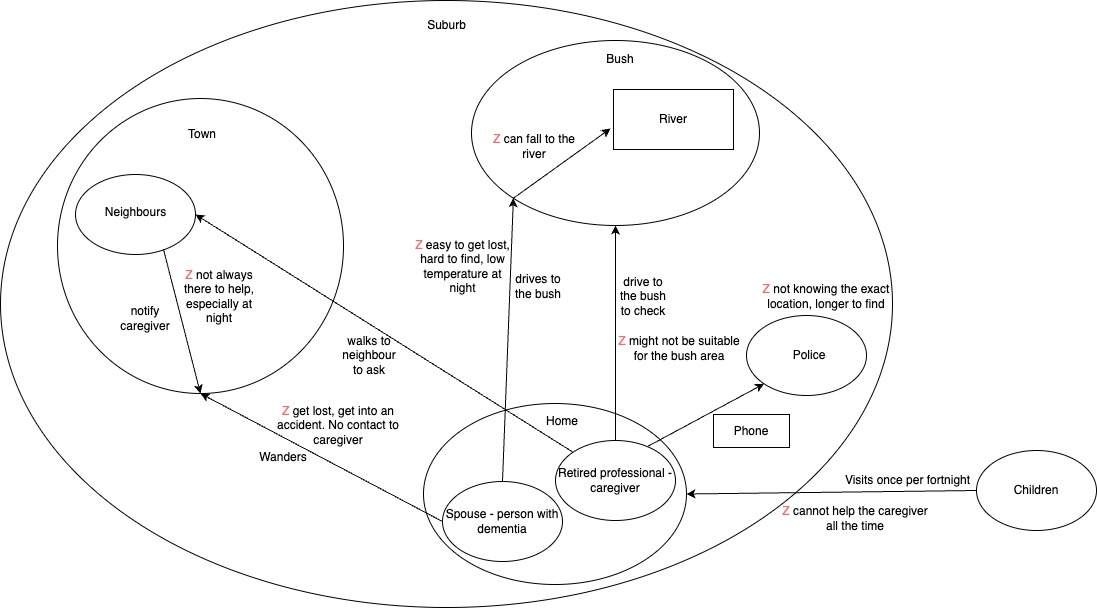 Suburb
Bush
River
Z can fall to the
river
Town
Neighbours
Z not always
there to help,
especially at
night
notify
caregiver
Z easy to get lost,
hard to find, low
temperature at
night
drives to
the bush
drive to
the bush
to check
Z might not be suitable
for the bush area
Z not knowing the exact
location, longer to find
Police
walks to
neighbour
to ask
Z get lost, get into an
accident. No contact to
caregiver
Wanders
Home
Phone
Retired professional -
caregiver
Spouse - person with
dementia
Visits once per fortnight
Children
Z cannot help the caregiver
all the time